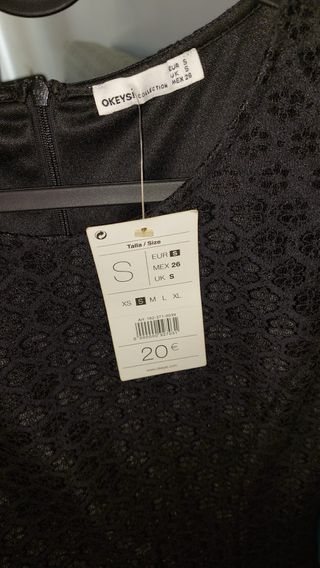 OKEYSI COLLECTION
EUR S
UK S
MEX 26
Talla / Size
S
EUR S
MEX 26
UK S
XS S M L XL
20€